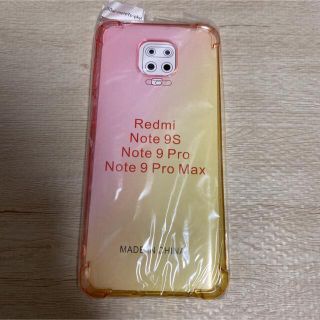 Redmi
Note 9S
Note 9 Pro
Note 9 Pro Max
MADE IN CHINA